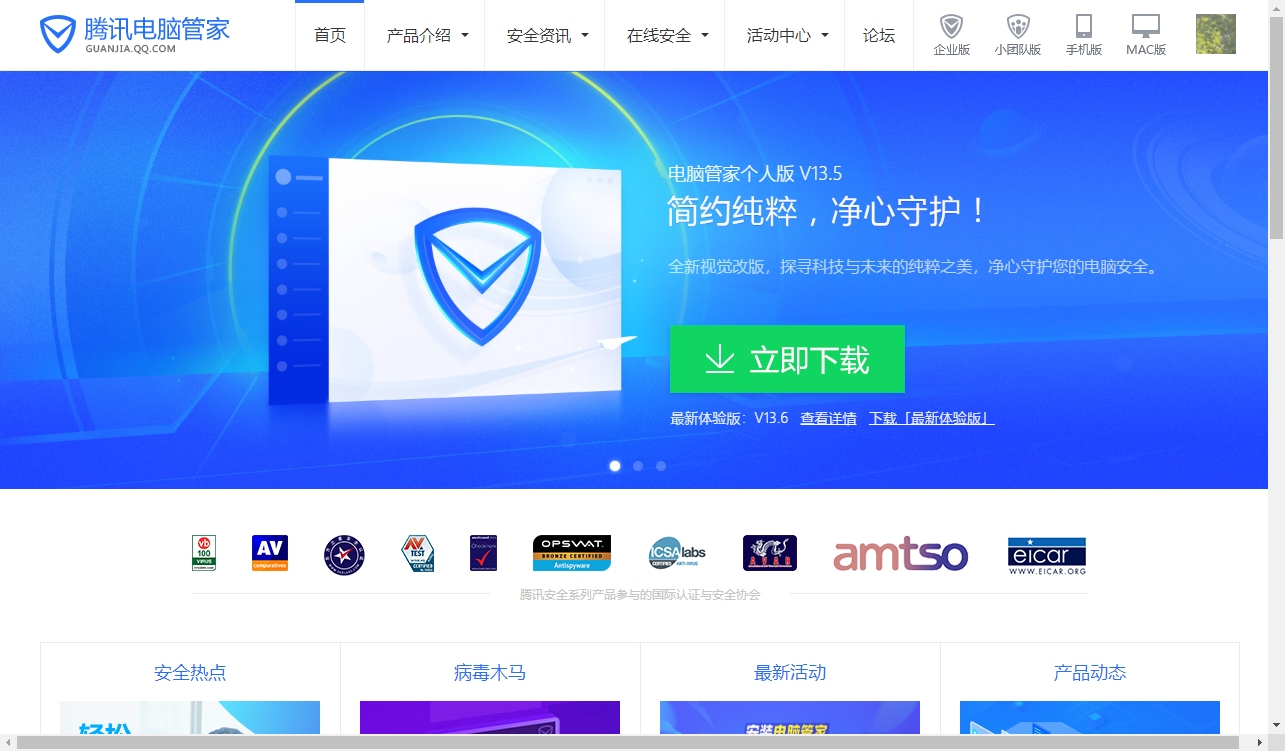 腾讯电脑管家
GUANJIA.QQ.COM
首页
产品介绍
安全资讯
在线安全
活动中心
论坛
企业版
小团队版
手机版
MAC版
电脑管家个人版 V13.5
简约纯粹，净心守护！
全新视觉改版，探寻科技与未来的纯粹之美，净心守护您的电脑安全。
立即下载
最新体验版：V13.6 查看详情 下载「最新体验版」
vb
100
VIRUS
AV
comparatives
AV
TEST
CERTIFIED
Checkmark
OPSWAT.
BRONZE CERTIFIED
Antispyware
ICSAlabs
CERTIFIED
ANTI-VIRUS
AVAR
amtso
eicar
WWW.EICAR.ORG
腾讯安全系列产品参与的国际认证与安全协会
安全热点
病毒木马
最新活动
产品动态
轻松
安装电脑管家